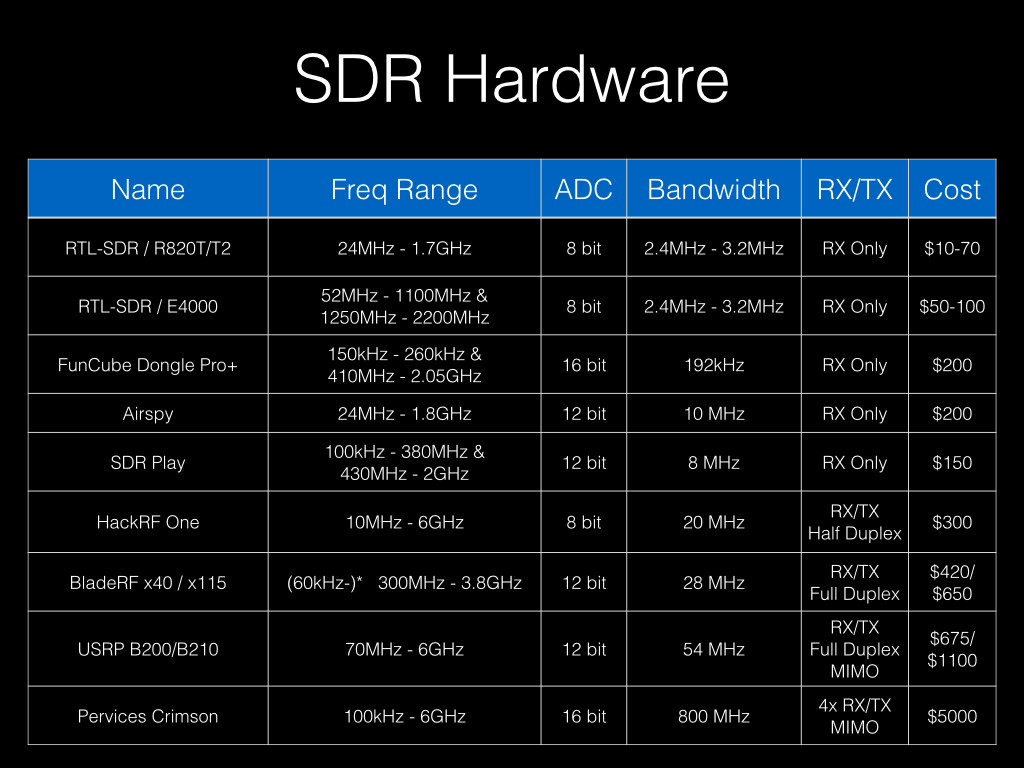 SDR Hardware
Name Freq Range ADC Bandwidth RX/TX Cost
RTL-SDR / R820T/T2 24MHz - 1.7GHz 8 bit 2.4MHz - 3.2MHz RX Only $10-70
RTL-SDR / E4000 52MHz - 1100MHz & 8 bit 2.4MHz - 3.2MHz RX Only $50-100
1250MHz - 2200MHz
FunCube Dongle Pro+ 150kHz - 260kHz & 16 bit 192kHz RX Only $200
410MHz - 2.05GHz
Airspy 24MHz - 1.8GHz 12 bit 10 MHz RX Only $200
SDR Play 100kHz - 380MHz & 12 bit 8 MHz RX Only $150
430MHz - 2GHz
HackRF One 10MHz - 6GHz 8 bit 20 MHz RX/TX $300
Half Duplex
BladeRF x40 / x115 (60kHz-)* 300MHz - 3.8GHz 12 bit 28 MHz RX/TX $420/
Full Duplex $650
USRP B200/B210 70MHz - 6GHz 12 bit 54 MHz RX/TX $675/
Full Duplex $1100
MIMO
Pervices Crimson 100kHz - 6GHz 16 bit 800 MHz 4x RX/TX $5000
MIMO